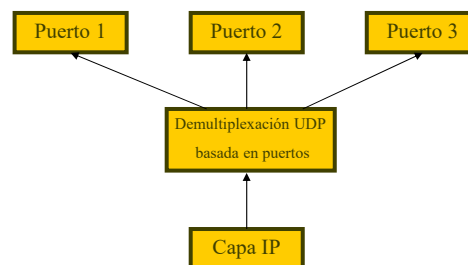 Puerto 1
Puerto 2
Puerto 3
Demultiplexación UDP
basada en puertos
Capa IP